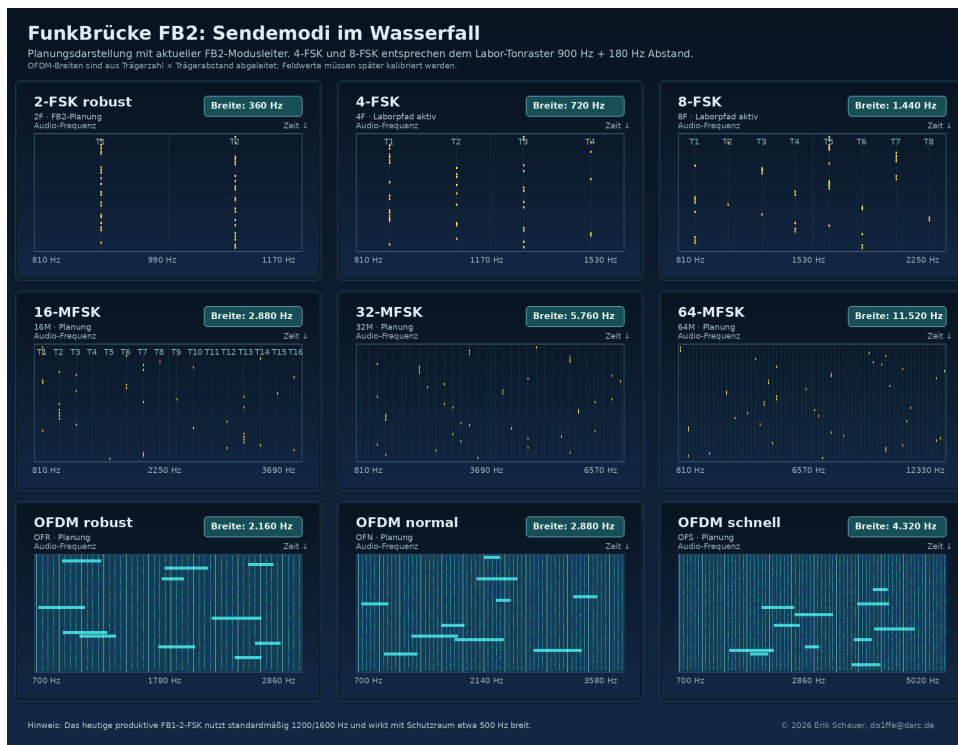 FunkBrücke FB2: Sendemodi im Wasserfall
Planungsdarstellung mit aktueller FB2-Modusleiter. 4-FSK und 8-FSK entsprechen dem Labor-Tonraster 900 Hz + 180 Hz Abstand.
OFDM-Breiten sind aus Trägerzahl × Trägerabstand abgeleitet; Feldwerte müssen später kalibriert werden.
2-FSK robust
Breite: 360 Hz
2F · FB2-Planung
Audio-Frequenz
Zeit ↓
T1 T2
810 Hz 990 Hz 1170 Hz
4-FSK
Breite: 720 Hz
4F · Laborpfad aktiv
Audio-Frequenz
Zeit ↓
T1 T2 T3 T4
810 Hz 1170 Hz 1530 Hz
8-FSK
Breite: 1.440 Hz
8F · Laborpfad aktiv
Audio-Frequenz
Zeit ↓
T1 T2 T3 T4 T5 T6 T7 T8
810 Hz 1530 Hz 2250 Hz
16-MFSK
Breite: 2.880 Hz
16M · Planung
Audio-Frequenz
Zeit ↓
T1 T2 T3 T4 T5 T6 T7 T8 T9 T10 T11 T12 T13 T14 T15 T16
810 Hz 2250 Hz 3690 Hz
32-MFSK
Breite: 5.760 Hz
32M · Planung
Audio-Frequenz
Zeit ↓
810 Hz 3690 Hz 6570 Hz
64-MFSK
Breite: 11.520 Hz
64M · Planung
Audio-Frequenz
Zeit ↓
810 Hz 6570 Hz 12330 Hz
OFDM robust
Breite: 2.160 Hz
OFR · Planung
Audio-Frequenz
Zeit ↓
700 Hz 1780 Hz 2860 Hz
OFDM normal
Breite: 2.880 Hz
OFN · Planung
Audio-Frequenz
Zeit ↓
700 Hz 2140 Hz 3580 Hz
OFDM schnell
Breite: 4.320 Hz
OFS · Planung
Audio-Frequenz
Zeit ↓
700 Hz 2860 Hz 5020 Hz
Hinweis: Das heutige produktive FB1-2-FSK nutzt standardmäßig 1200/1600 Hz und wirkt mit Schutzraum etwa 500 Hz breit.
© 2026 Erik Schauer, do1ffe@darc.de